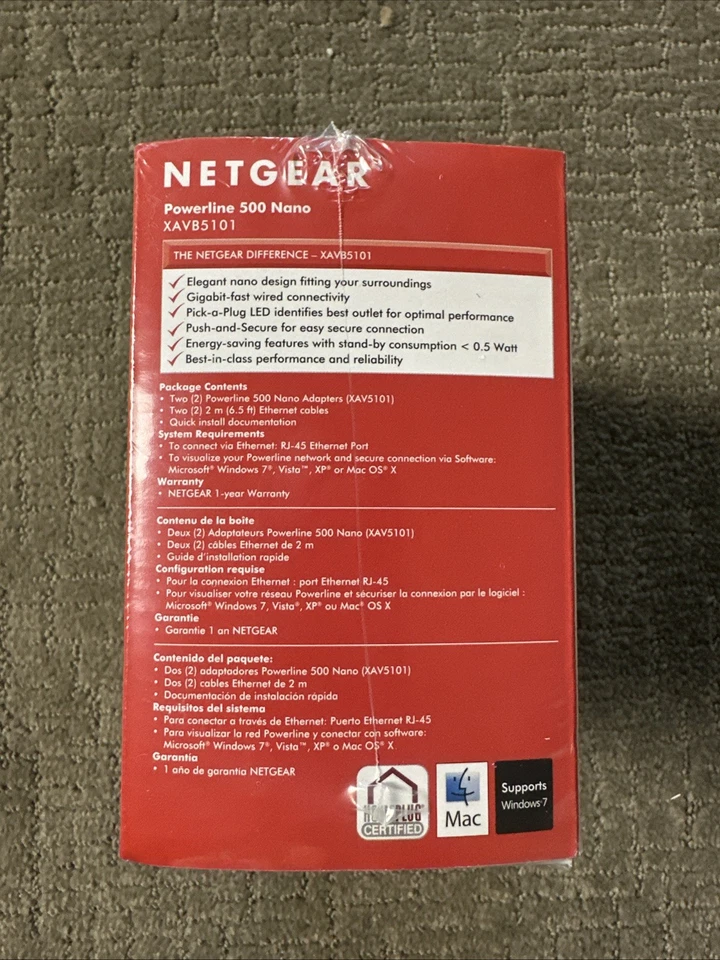 NETGEAR
Powerline 500 Nano
XAVB5101
THE NETGEAR DIFFERENCE – XAVB5101
✓ Elegant nano design fitting your surroundings
✓ Gigabit-fast wired connectivity
✓ Pick-a-Plug LED identifies best outlet for optimal performance
✓ Push-and-Secure for easy secure connection
✓ Energy-saving features with stand-by consumption < 0.5 Watt
✓ Best-in-class performance and reliability
Package Contents
• Two (2) Powerline 500 Nano Adapters (XAV5101)
• Two (2) 2 m (6.5 ft) Ethernet cables
• Quick install documentation
System Requirements
• To connect via Ethernet: RJ-45 Ethernet Port
• To visualize your Powerline network and secure connection via Software:
Microsoft® Windows 7®, Vista™, XP® or Mac OS® X
Warranty
• NETGEAR 1-year Warranty
Contenu de la boite
• Deux (2) Adaptateurs Powerline 500 Nano (XAV5101)
• Deux (2) câbles Ethernet de 2 m
• Guide d'installation rapide
Configuration requise
• Pour la connexion Ethernet : port Ethernet RJ-45
• Pour visualiser votre réseau Powerline et sécuriser la connexion par le logiciel :
Microsoft® Windows 7, Vista®, XP® ou Mac® OS X
Garantie
• Garantie 1 an NETGEAR
Contenido del paquete:
• Dos (2) adaptadores Powerline 500 Nano (XAV5101)
• Dos (2) cables Ethernet de 2 m
• Documentación de instalación rápida
Requisitos del sistema
• Para conectar a través de Ethernet: Puerto Ethernet RJ-45
• Para visualizar la red Powerline y conectar con software:
Microsoft® Windows 7®, Vista™, XP® o Mac OS® X
Garantía
• 1 año de garantía NETGEAR
CERTIFIED
Mac
Supports
Windows®7